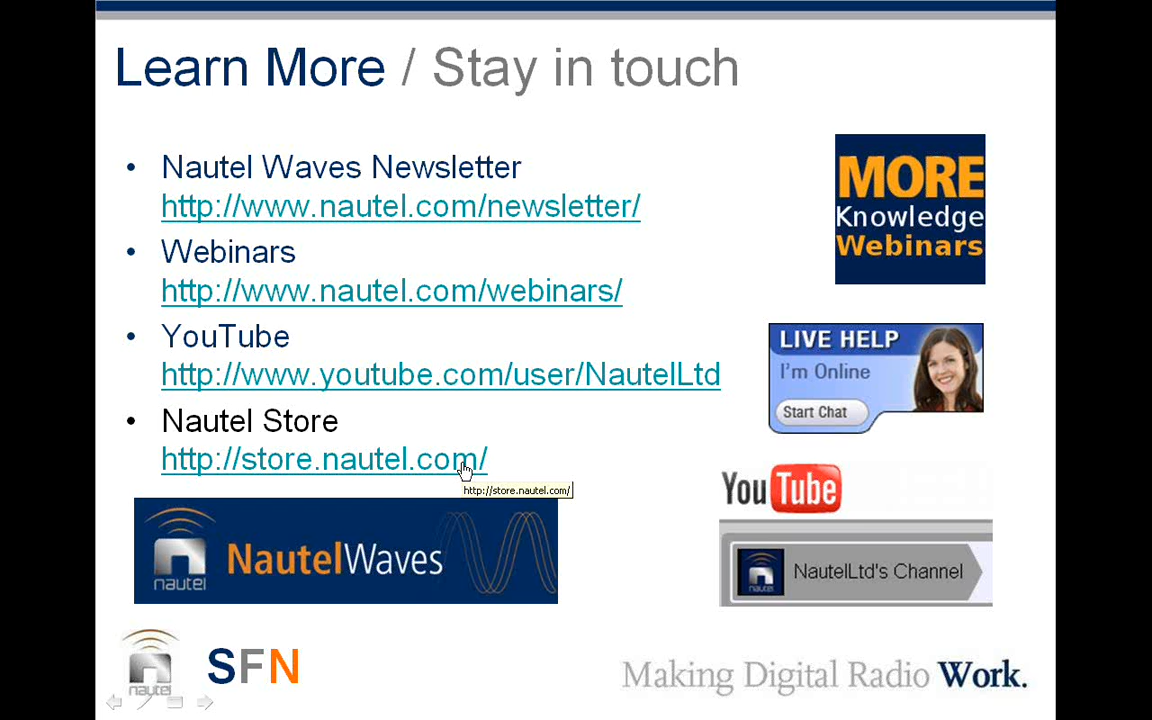 Learn More / Stay in touch
• Nautel Waves Newsletter
http://www.nautel.com/newsletter/
• Webinars
http://www.nautel.com/webinars/
• YouTube
http://www.youtube.com/user/NautelLtd
• Nautel Store
http://store.nautel.com/
http://store.nautel.com/
MORE
Knowledge
Webinars
LIVE HELP
I'm Online
Start Chat
YouTube
NautelLtd's Channel
nautel
nautel
NautelWaves
nautel
SFN
Making Digital Radio Work.